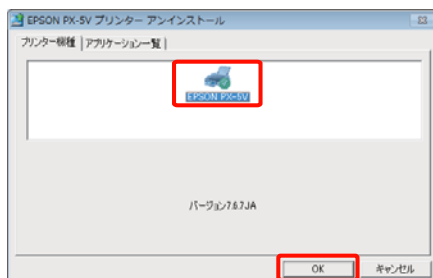 EPSON PX-5V プリンター アンインストール
プリンター機種 アプリケーション一覧
EPSON PX-5V
バージョン7.6.7.JA
OK キャンセル